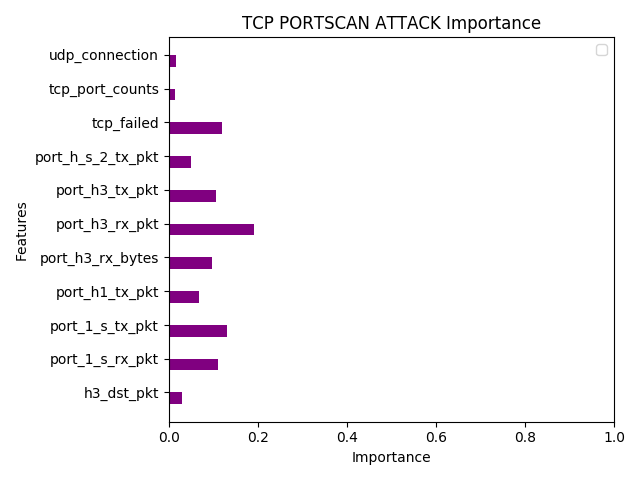 TCP PORTSCAN ATTACK Importance
udp_connection
tcp_port_counts
tcp_failed
port_h_s_2_tx_pkt
port_h3_tx_pkt
port_h3_rx_pkt
port_h3_rx_bytes
port_h1_tx_pkt
port_1_s_tx_pkt
port_1_s_rx_pkt
h3_dst_pkt
Features
0.0 0.2 0.4 0.6 0.8 1.0
Importance